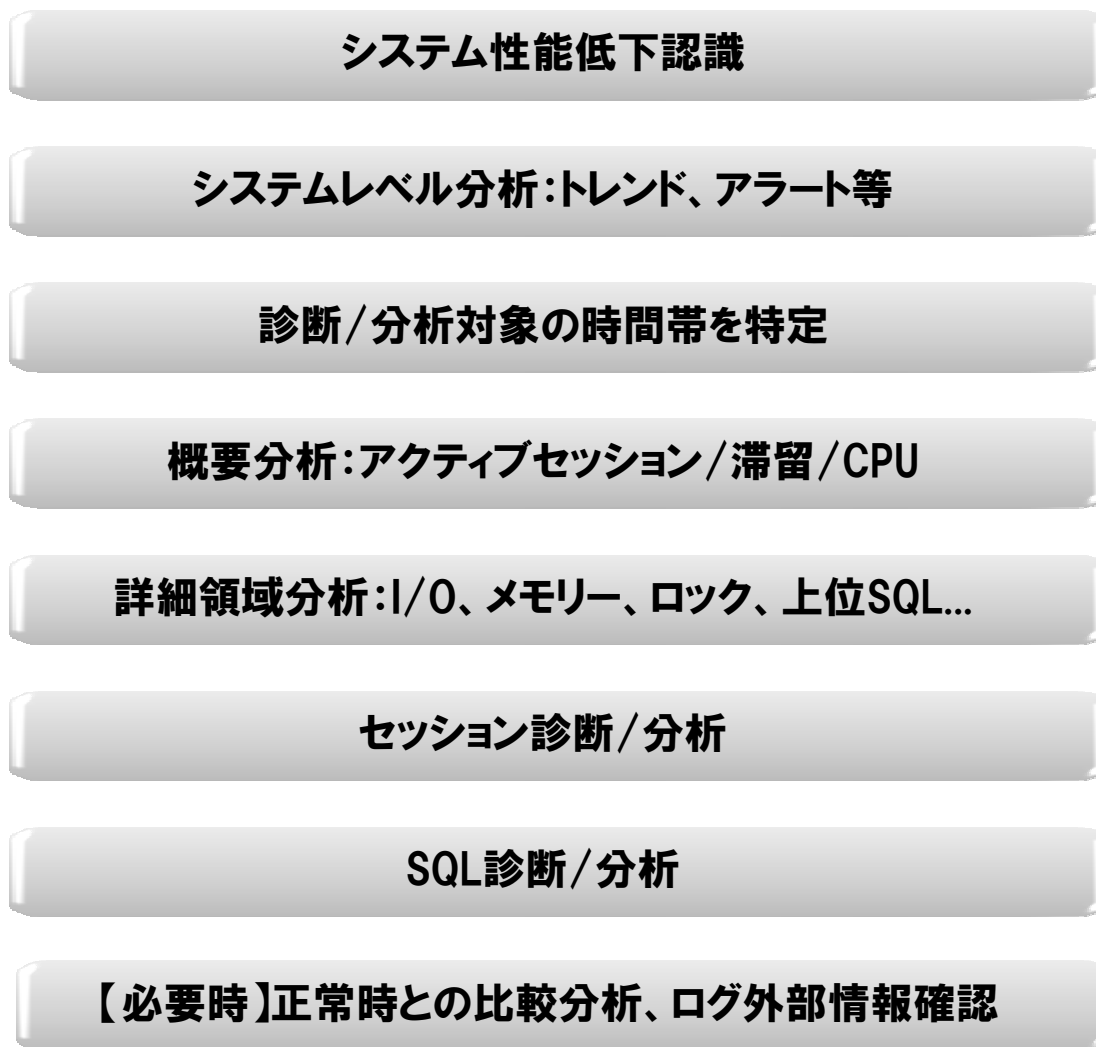 システム性能低下認識
システムレベル分析：トレンド、アラート等
診断/分析対象の時間帯を特定
概要分析：アクティブセッション/滞留/CPU
詳細領域分析：I/O、メモリー、ロック、上位SQL...
セッション診断/分析
SQL診断/分析
【必要時】正常時との比較分析、ログ外部情報確認